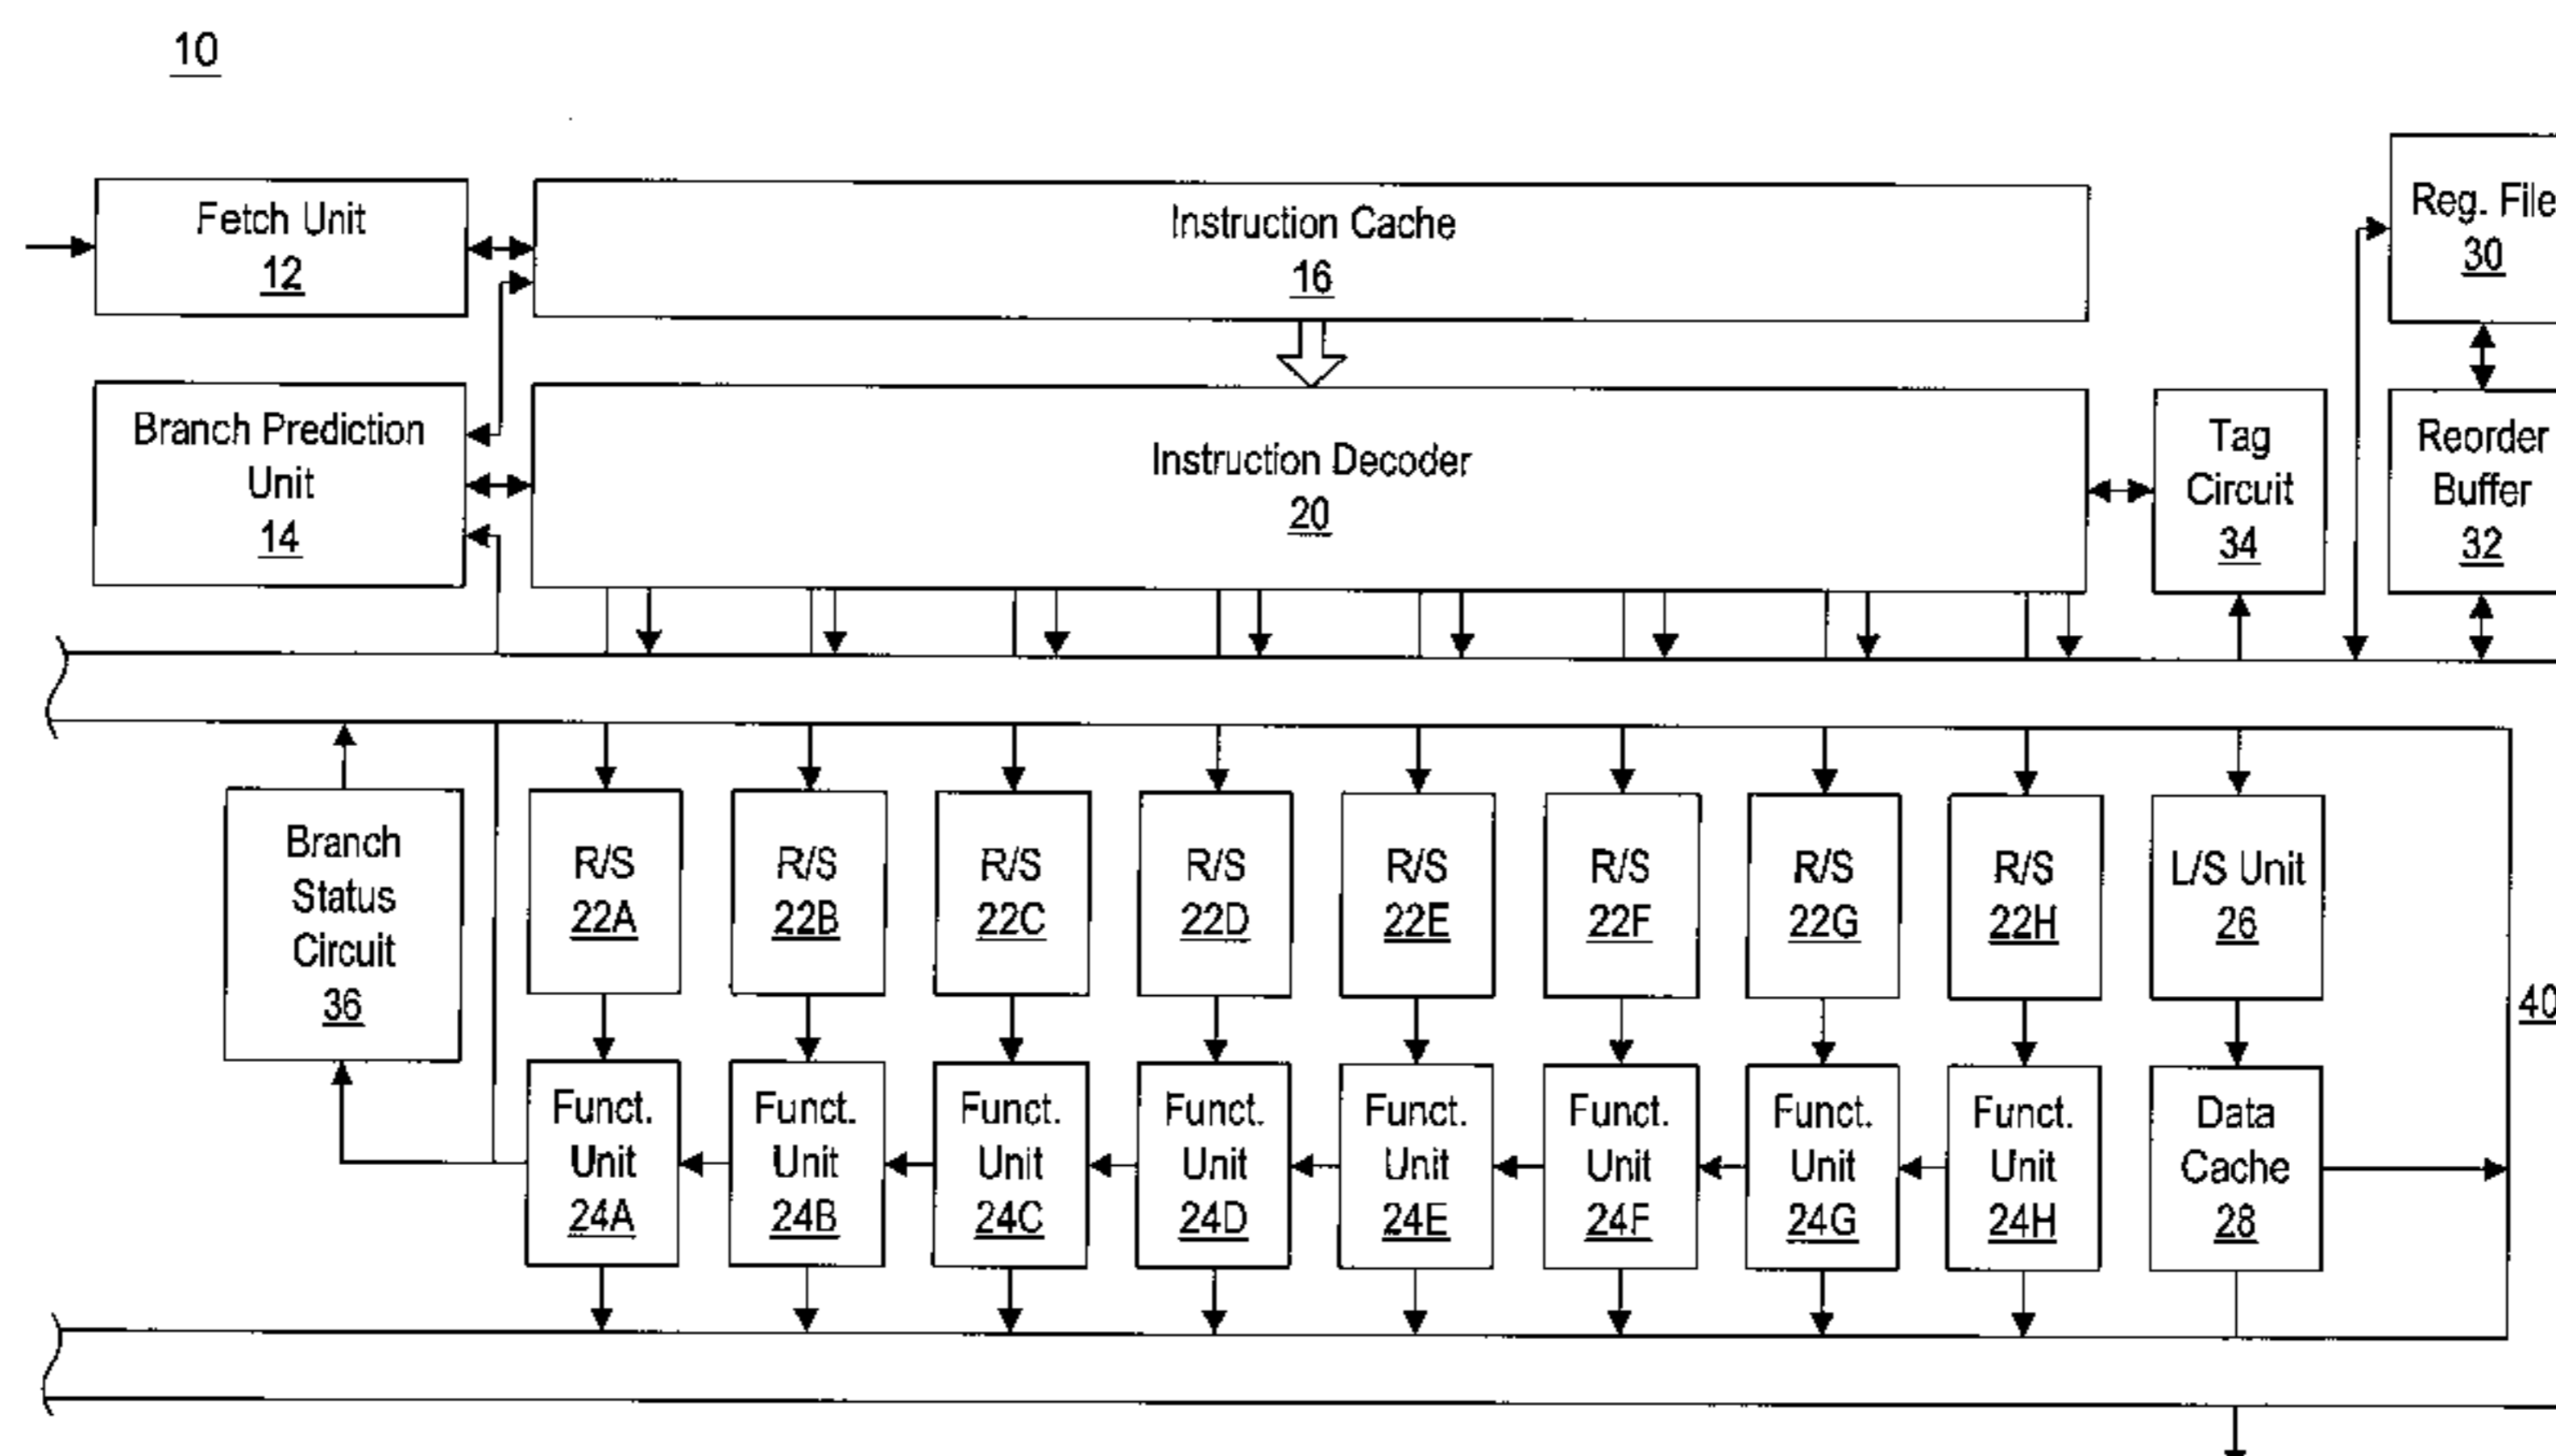 10
Fetch Unit
12
Instruction Cache
16
Reg. File
30
Branch Prediction
Unit
14
Instruction Decoder
20
Tag
Circuit
34
Reorder
Buffer
32
Branch
Status
Circuit
36
R/S
22A
R/S
22B
R/S
22C
R/S
22D
R/S
22E
R/S
22F
R/S
22G
R/S
22H
L/S Unit
26
40
Funct.
Unit
24A
Funct.
Unit
24B
Funct.
Unit
24C
Funct.
Unit
24D
Funct.
Unit
24E
Funct.
Unit
24F
Funct.
Unit
24G
Funct.
Unit
24H
Data
Cache
28